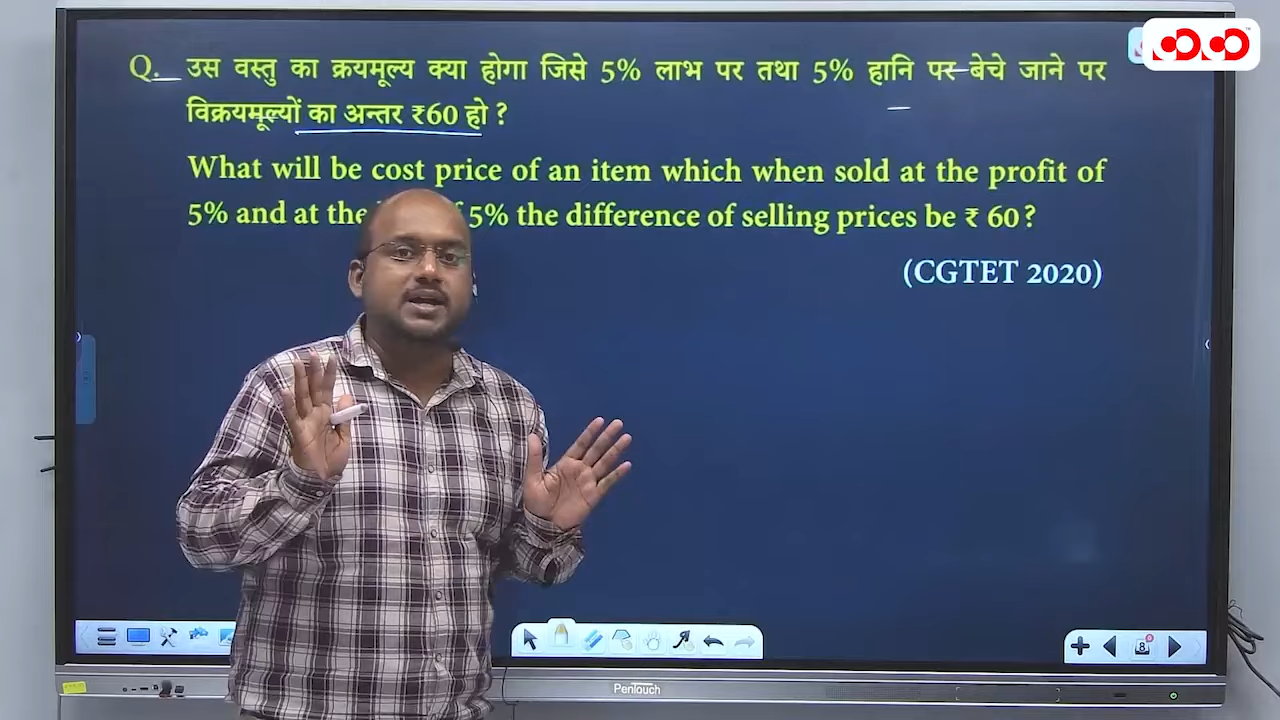 Q. उस वस्तु का क्रयमूल्य क्या होगा जिसे 5% लाभ पर तथा 5% हानि पर बेचे जाने पर
विक्रयमूल्यों का अन्तर ₹60 हो ?
What will be cost price of an item which when sold at the profit of
5% and at the 5% the difference of selling prices be ₹ 60?
(CGTET 2020)
8
PenTouch